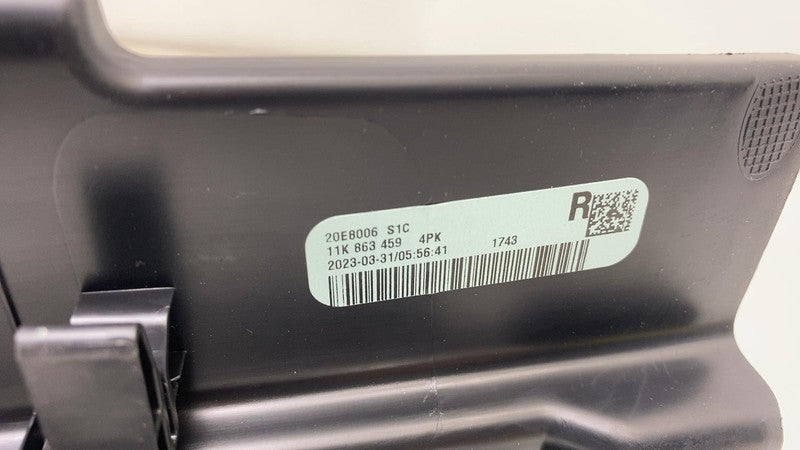 R
20E8006 S1C
11K 863 459 4PK 1743
2023-03-31/05:56:41